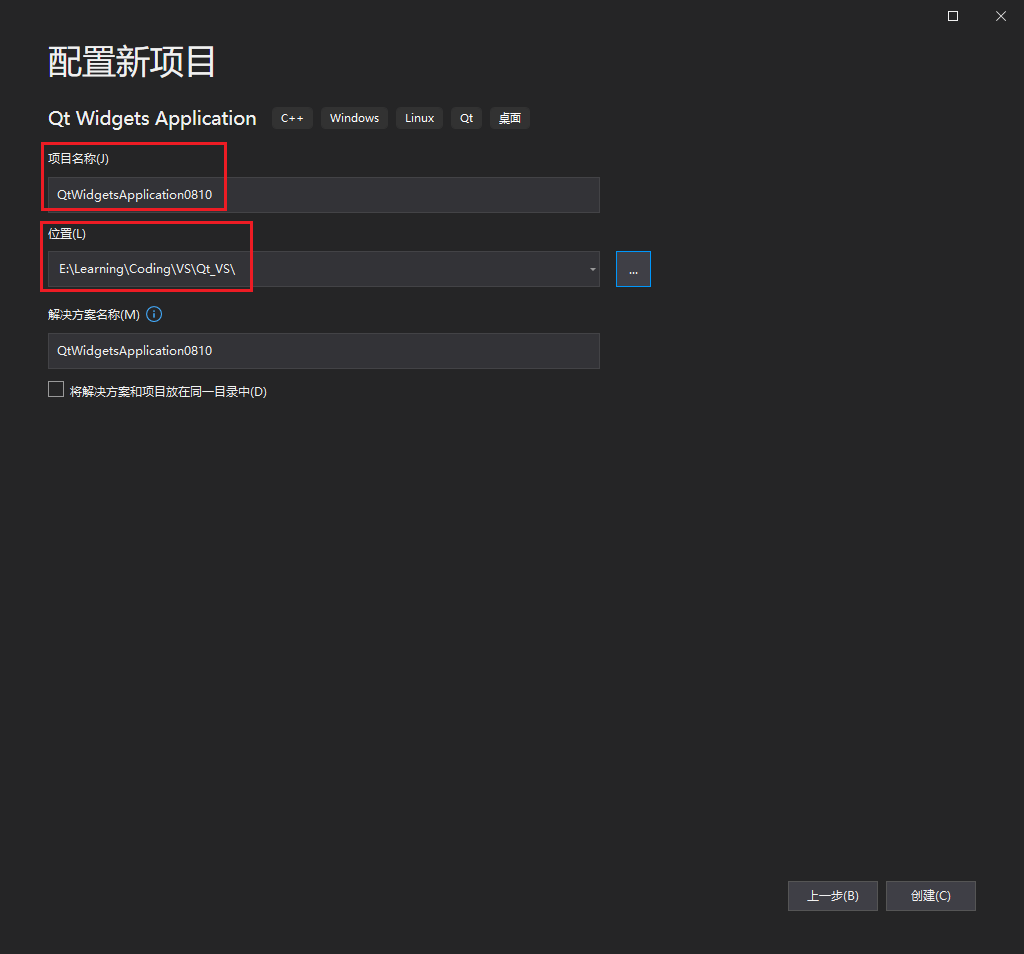 配置新项目
Qt Widgets Application C++ Windows Linux Qt 桌面
项目名称(J)
QtWidgetsApplication0810
位置(L)
E:\Learning\Coding\VS\Qt_VS\
...
解决方案名称(M)
QtWidgetsApplication0810
将解决方案和项目放在同一目录中(D)
上一步(B) 创建(C)